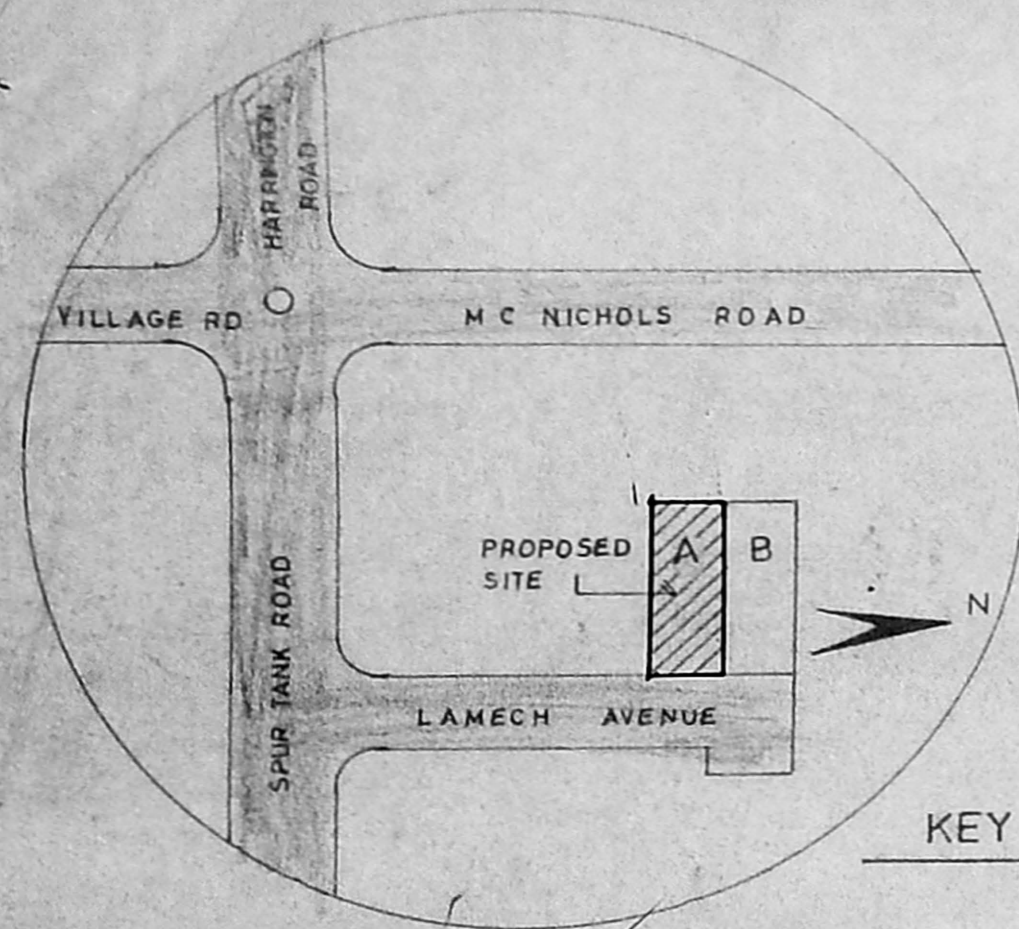 HARRINGTON
ROAD
VILLAGE RD
MC NICHOLS ROAD
PROPOSED
SITE
A
B
N
SPUR TANK ROAD
LAMECH AVENUE
KEY